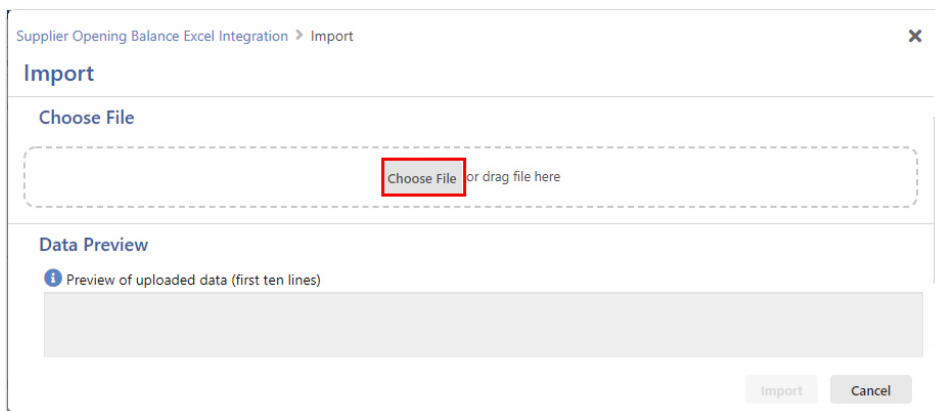 Supplier Opening Balance Excel Integration > Import
Import
Choose File
Choose File or drag file here
Data Preview
Preview of uploaded data (first ten lines)
Import Cancel